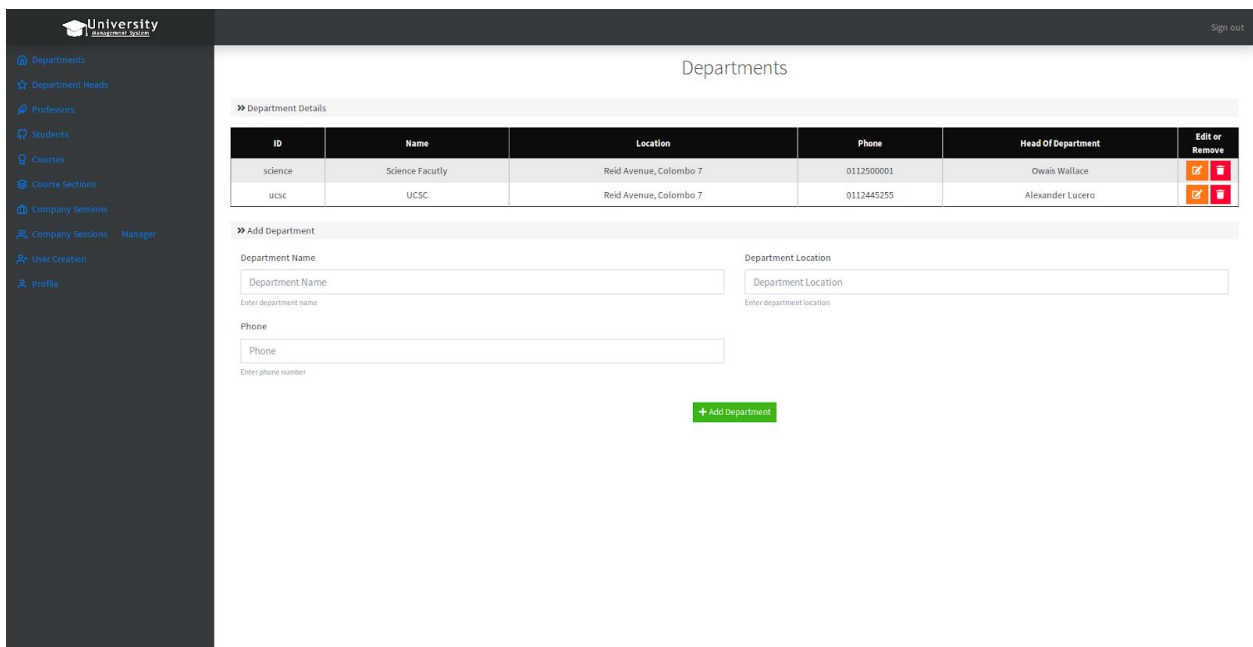 University
Management System
Sign out
Departments
Department Heads
Professors
Students
Courses
Course Sections
Company Sessions
Company Sessions Manager
User Creation
Profile
Departments
Department Details
ID Name Location Phone Head Of Department Edit or Remove
science Science Facutly Reid Avenue, Colombo 7 0112500001 Owais Wallace
ucsc UCSC Reid Avenue, Colombo 7 0112445255 Alexander Lucero
Add Department
Department Name Department Location
Department Name Department Location
Enter department name Enter department location
Phone
Phone
Enter phone number
Add Department